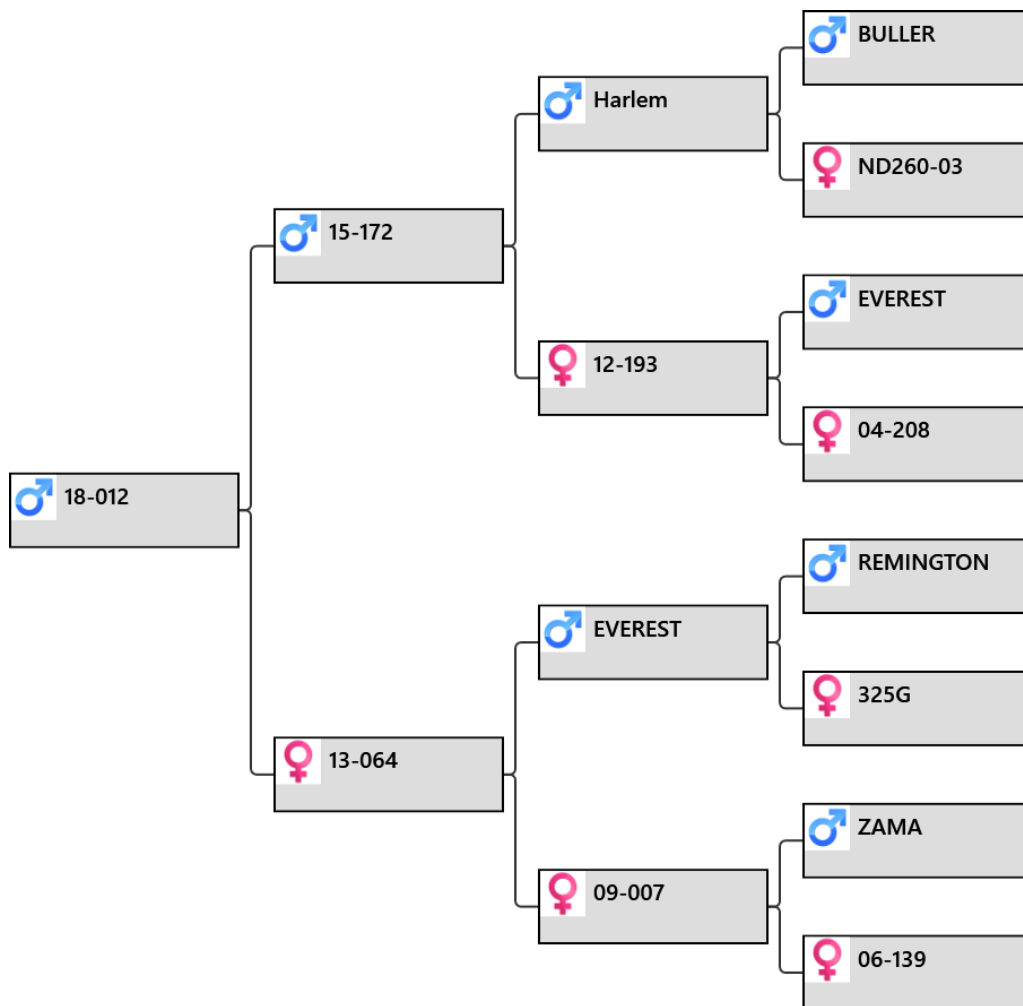 BULLER
Harlem
ND260-03
15-172
EVEREST
12-193
04-208
18-012
REMINGTON
EVEREST
325G
13-064
ZAMA
09-007
06-139